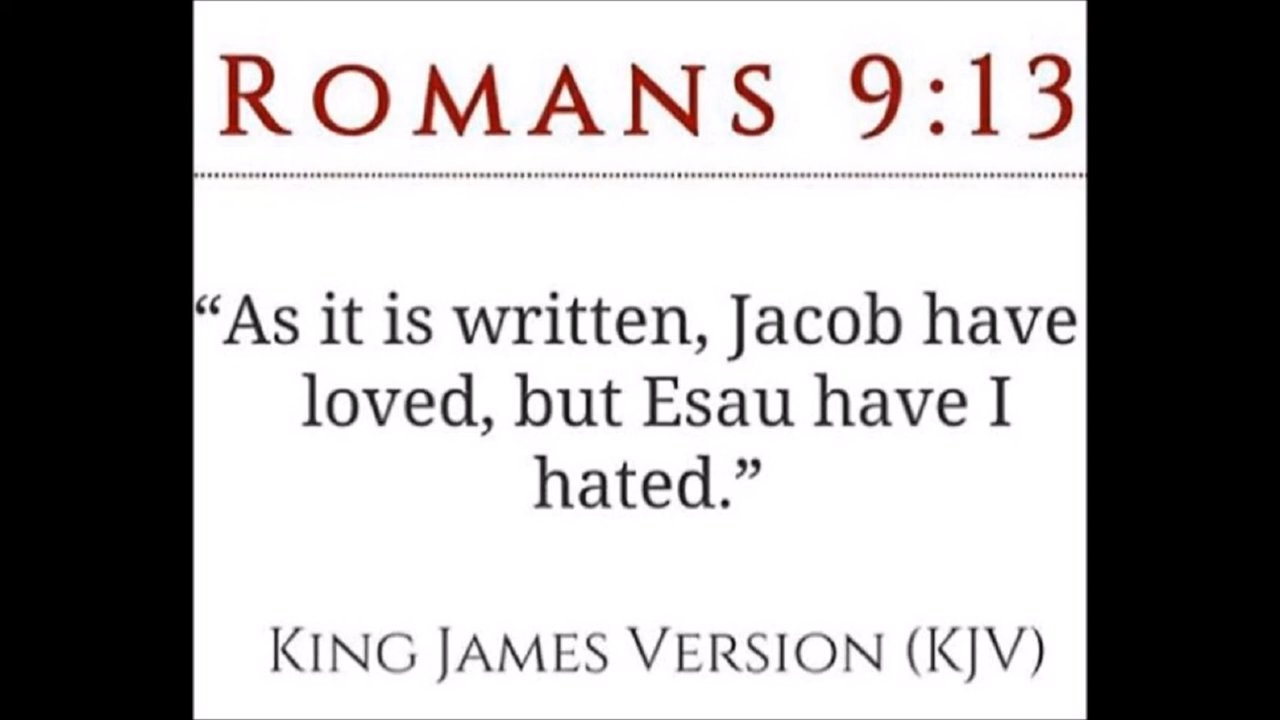 ROMANS 9:13
“As it is written, Jacob have
loved, but Esau have I
hated.”
KING JAMES VERSION (KJV)